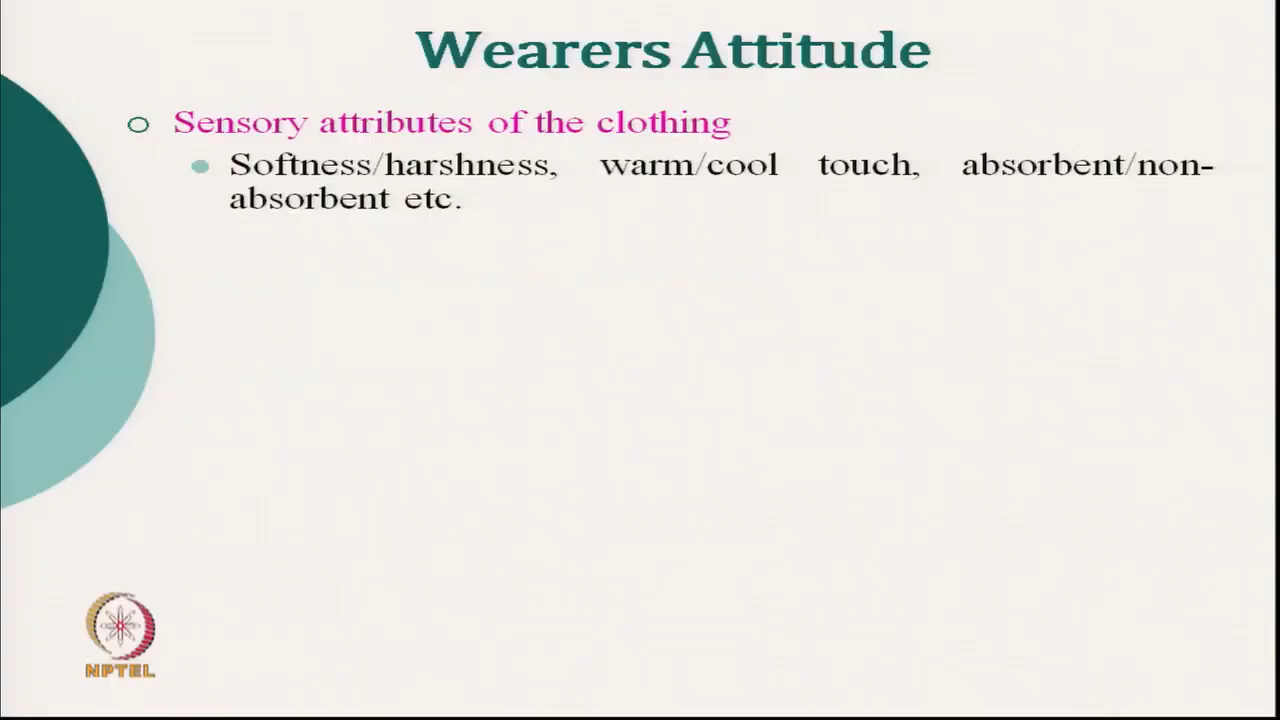 Wearers Attitude
Sensory attributes of the clothing
Softness/harshness, warm/cool touch, absorbent/non-
absorbent etc.
NPTEL